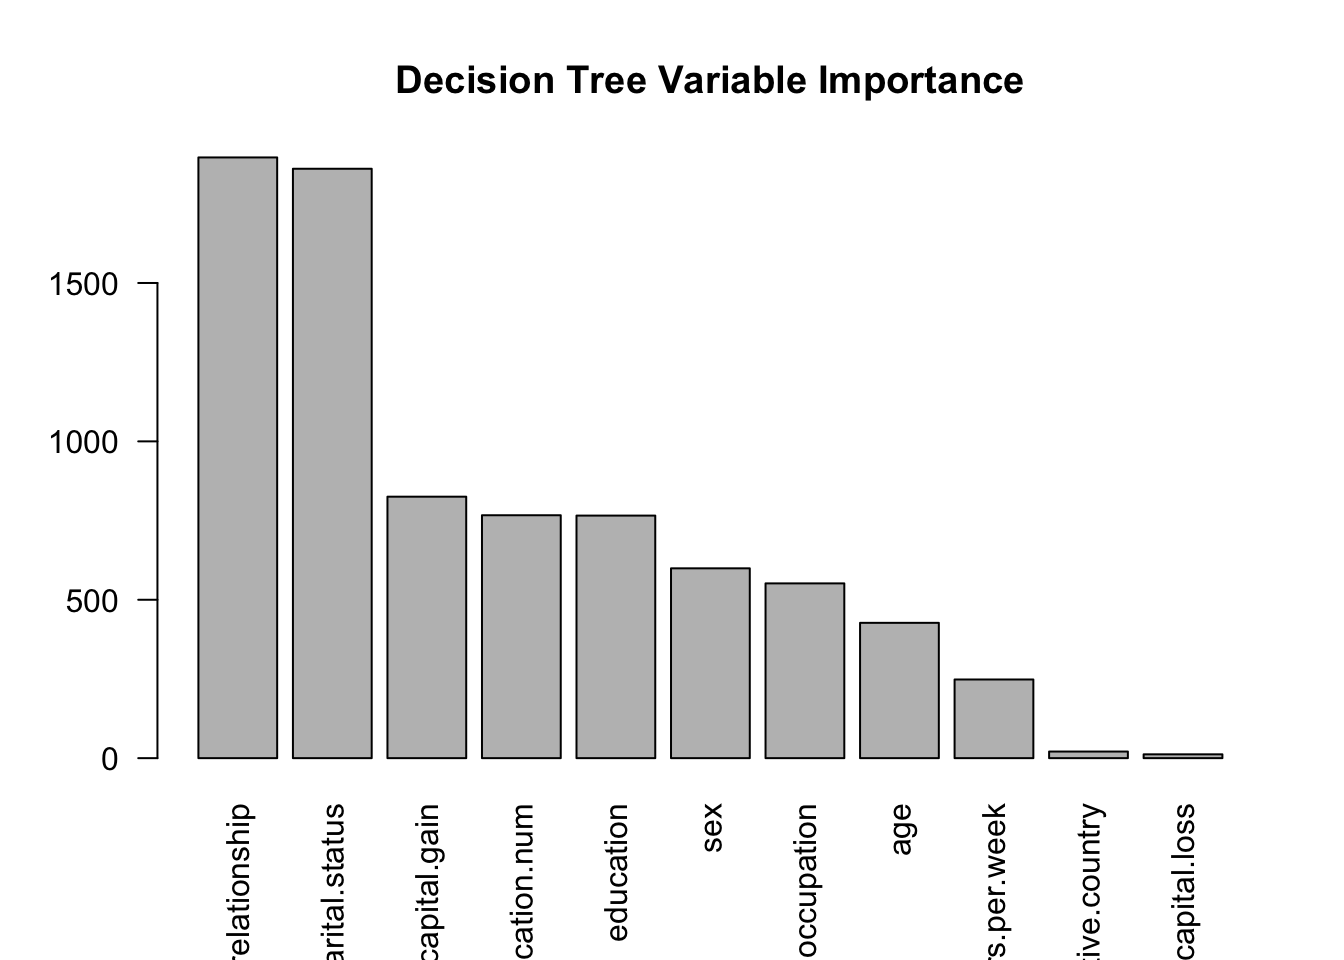 Decision Tree Variable Importance
1500
1000
500
0
relationship
arital.status
capital.gain
cation.num
education
sex
occupation
age
rs.per.week
tive.country
capital.loss